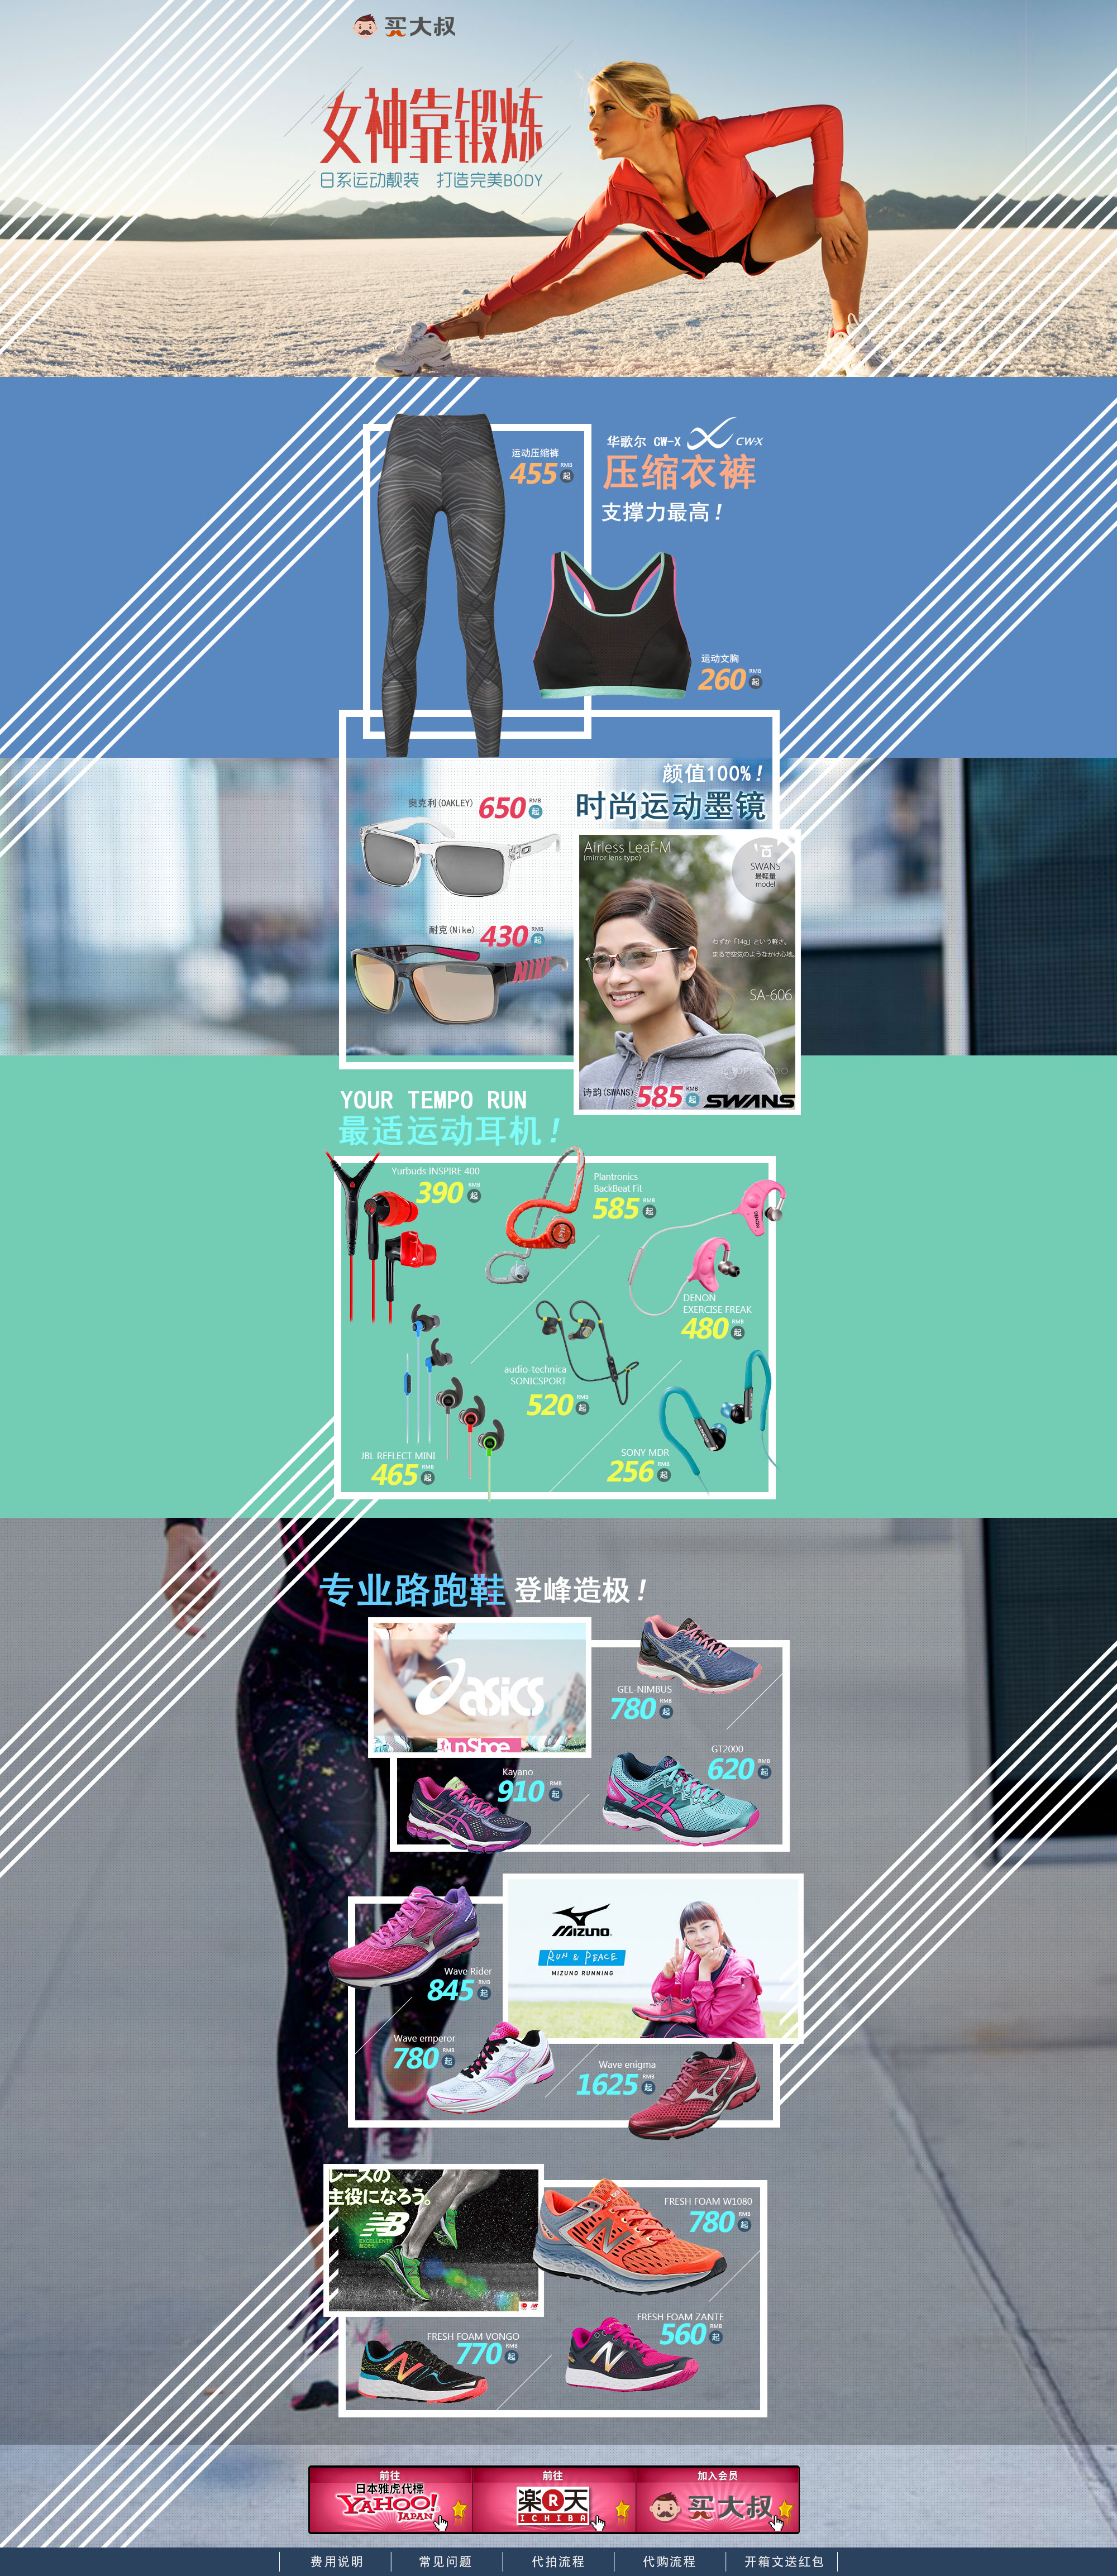 买大叔
女神靠锻炼
日系运动靓装 打造完美BODY
华歌尔 CW-X CW-X
压缩衣裤
支撑力最高!
运动压缩裤
455 RMB 起
运动文胸
260 RMB 起
颜值100%!
时尚运动墨镜
奥克利(OAKLEY) 650 RMB 起
耐克(Nike) 430 RMB 起
Airless Leaf-M
(mirror lens type)
SWANS
最軽量
model
わずか「14g」という軽さ。
まるで空気のようなかけ心地。
SA-606
诗韵(SWANS) 585 RMB 起
SWANS
YOUR TEMPO RUN
最适运动耳机!
Yurbuds INSPIRE 400
390 RMB 起
Plantronics
BackBeat Fit
585 RMB 起
DENON
EXERCISE FREAK
480 RMB 起
audio-technica
SONICSPORT
520 RMB 起
JBL REFLECT MINI
465 RMB 起
SONY MDR
256 RMB 起
专业路跑鞋 登峰造极!
asics
RunShoe
GEL-NIMBUS
780 RMB 起
GT2000
620 RMB 起
Kayano
910 RMB 起
MIZUNO
RUN & PEACE
MIZUNO RUNNING
Wave Rider
845 RMB 起
Wave emperor
780 RMB 起
Wave enigma
1625 RMB 起
レースの
主役になろう。
NB
EXCELLENT
FRESH FOAM W1080
780 RMB 起
FRESH FOAM ZANTE
560 RMB 起
FRESH FOAM VONGO
770 RMB 起
前往
日本雅虎代標
YAHOO!
JAPAN
前往
楽R天
ICHIBA
加入会员
买大叔
费用说明 常见问题 代拍流程 代购流程 开箱文送红包